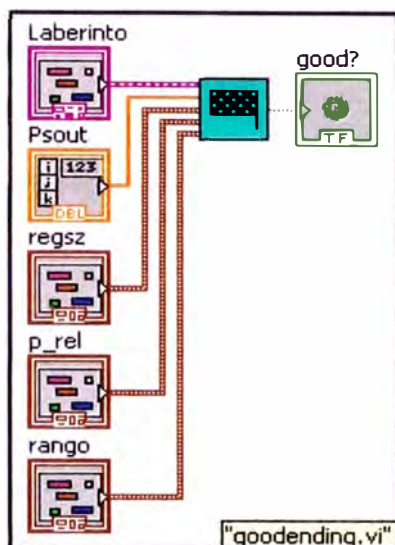 Laberinto
good?
Psout
i
123
j
k
DBL
TF
regsz
p_rel
rango
"goodending.vi"